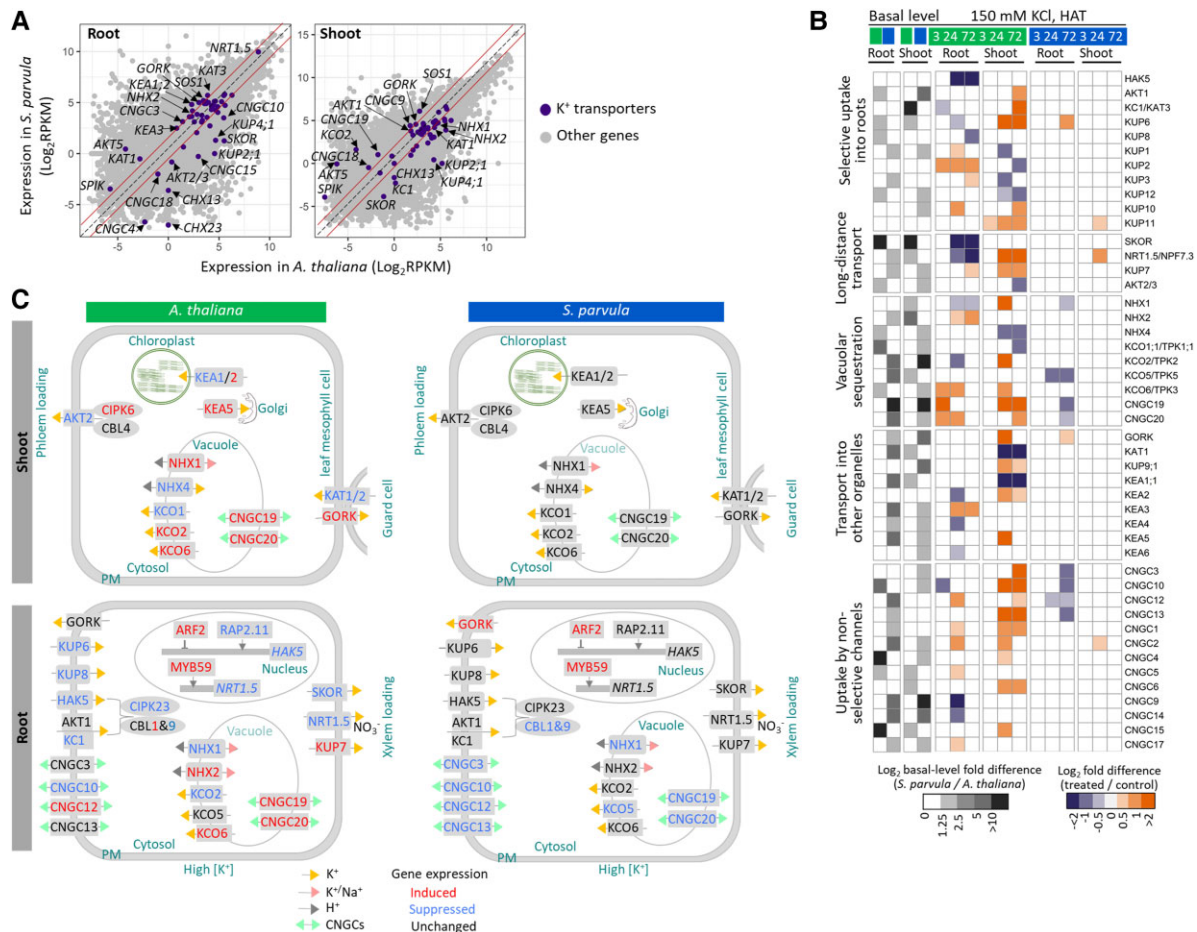 A
Root
Shoot
15
10
5
0
-5
10
5
0
-5
-5
0
5
10
-5
0
5
10
Expression in S. parvula
(Log2RPKM)
Expression in A. thaliana (Log2RPKM)
NRT1.5
KAT3
GORK
SOS1
KEA1;2
NHX2
CNGC3
KEA3
AKT5
KAT1
SPIK
CNGC4
CNGC18
CHX23
CHX13
AKT2/3
CNGC15
KUP2;1
SKOR
KUP4;1
CNGC10
SOS1
GORK
CNGC9
AKT1
CNGC19
KCO2
CNGC18
AKT5
SPIK
SKOR
KC1
CHX13
KUP4;1
KUP2;1
KAT1
NHX2
NHX1
K+ transporters
Other genes
B
Basal level
150 mM KCl, HAT
3 24 72 3 24 72 3 24 72 3 24 72
Root Shoot Root Shoot Root Shoot
Selective uptake
into roots
HAK5
AKT1
KC1/KAT3
KUP6
KUP8
KUP1
KUP2
KUP3
KUP12
KUP10
KUP11
Long-distance
transport
SKOR
NRT1.5/NPF7.3
KUP7
AKT2/3
Vacuolar
sequestration
NHX1
NHX2
NHX4
KCO1;1/TPK1;1
KCO2/TPK2
KCO5/TPK5
KCO6/TPK3
CNGC19
CNGC20
Transport into
other organelles
GORK
KAT1
KUP9;1
KEA1;1
KEA2
KEA3
KEA4
KEA5
KEA6
Uptake by non-
selective channels
CNGC3
CNGC10
CNGC12
CNGC13
CNGC1
CNGC2
CNGC4
CNGC5
CNGC6
CNGC9
CNGC14
CNGC15
CNGC17
Log2 basal-level fold difference
(S. parvula / A. thaliana)
0
1.25
2.5
5
>10
Log2 fold difference
(treated / control)
-2
-1
-0.5
0
0.5
1
>2
C
A. thaliana
S. parvula
Shoot
Phloem loading
Chloroplast
KEA1/2
KEA5
Golgi
CIPK6
AKT2
CBL4
Vacuole
NHX1
NHX4
KCO1
KCO2
KCO6
CNGC19
CNGC20
leaf mesophyll cell
KAT1/2
GORK
Guard cell
Cytosol
PM
Phloem loading
Chloroplast
KEA1/2
KEA5
Golgi
CIPK6
AKT2
CBL4
Vacuole
NHX1
NHX4
KCO1
KCO2
KCO6
CNGC19
CNGC20
leaf mesophyll cell
KAT1/2
GORK
Guard cell
Cytosol
PM
Root
GORK
KUP6
KUP8
HAK5
AKT1
KC1
CNGC3
CNGC10
CNGC12
CNGC13
ARF2
RAP2.11
HAK5
MYB59
Nucleus
NRT1.5
CIPK23
CBL1&9
Vacuole
NHX1
NHX2
KCO2
KCO5
KCO6
CNGC19
CNGC20
SKOR
NRT1.5
NO3-
KUP7
Xylem loading
Cytosol
PM
High [K+]
GORK
KUP6
KUP8
HAK5
AKT1
KC1
CNGC3
CNGC10
CNGC12
CNGC13
ARF2
RAP2.11
HAK5
MYB59
Nucleus
NRT1.5
CIPK23
CBL1&9
Vacuole
NHX1
NHX2
KCO2
KCO5
KCO6
CNGC19
CNGC20
SKOR
NRT1.5
NO3-
KUP7
Xylem loading
Cytosol
PM
High [K+]
K+
K+/Na+
H+
CNGCs
Gene expression
Induced
Suppressed
Unchanged